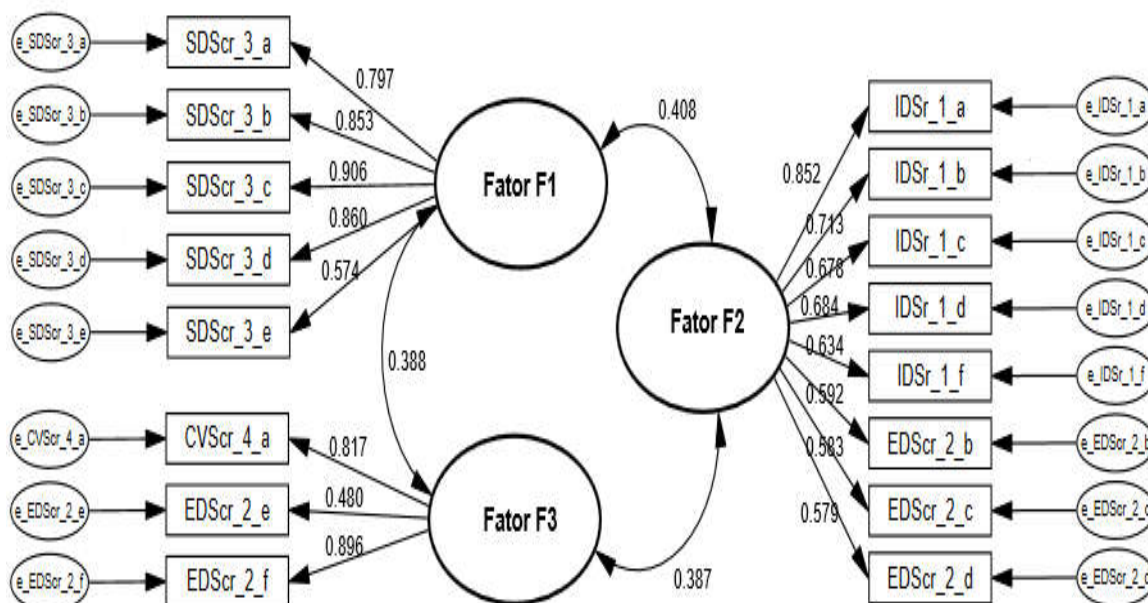 e_SDScr_3_a
SDScr_3_a
0.797
e_SDScr_3_b
SDScr_3_b
0.853
e_SDScr_3_c
SDScr_3_c
0.906
e_SDScr_3_d
SDScr_3_d
0.860
e_SDScr_3_e
SDScr_3_e
0.574
Fator F1
0.408
0.388
e_CVScr_4_a
CVScr_4_a
0.817
e_EDScr_2_e
EDScr_2_e
0.480
e_EDScr_2_f
EDScr_2_f
0.896
Fator F3
0.387
Fator F2
0.852
IDSr_1_a
e_IDSr_1_a
0.713
IDSr_1_b
e_IDSr_1_b
0.678
IDSr_1_c
e_IDSr_1_c
0.684
IDSr_1_d
e_IDSr_1_d
0.634
IDSr_1_f
e_IDSr_1_f
0.592
EDScr_2_b
e_EDScr_2_b
0.583
EDScr_2_c
e_EDScr_2_c
0.579
EDScr_2_d
e_EDScr_2_d